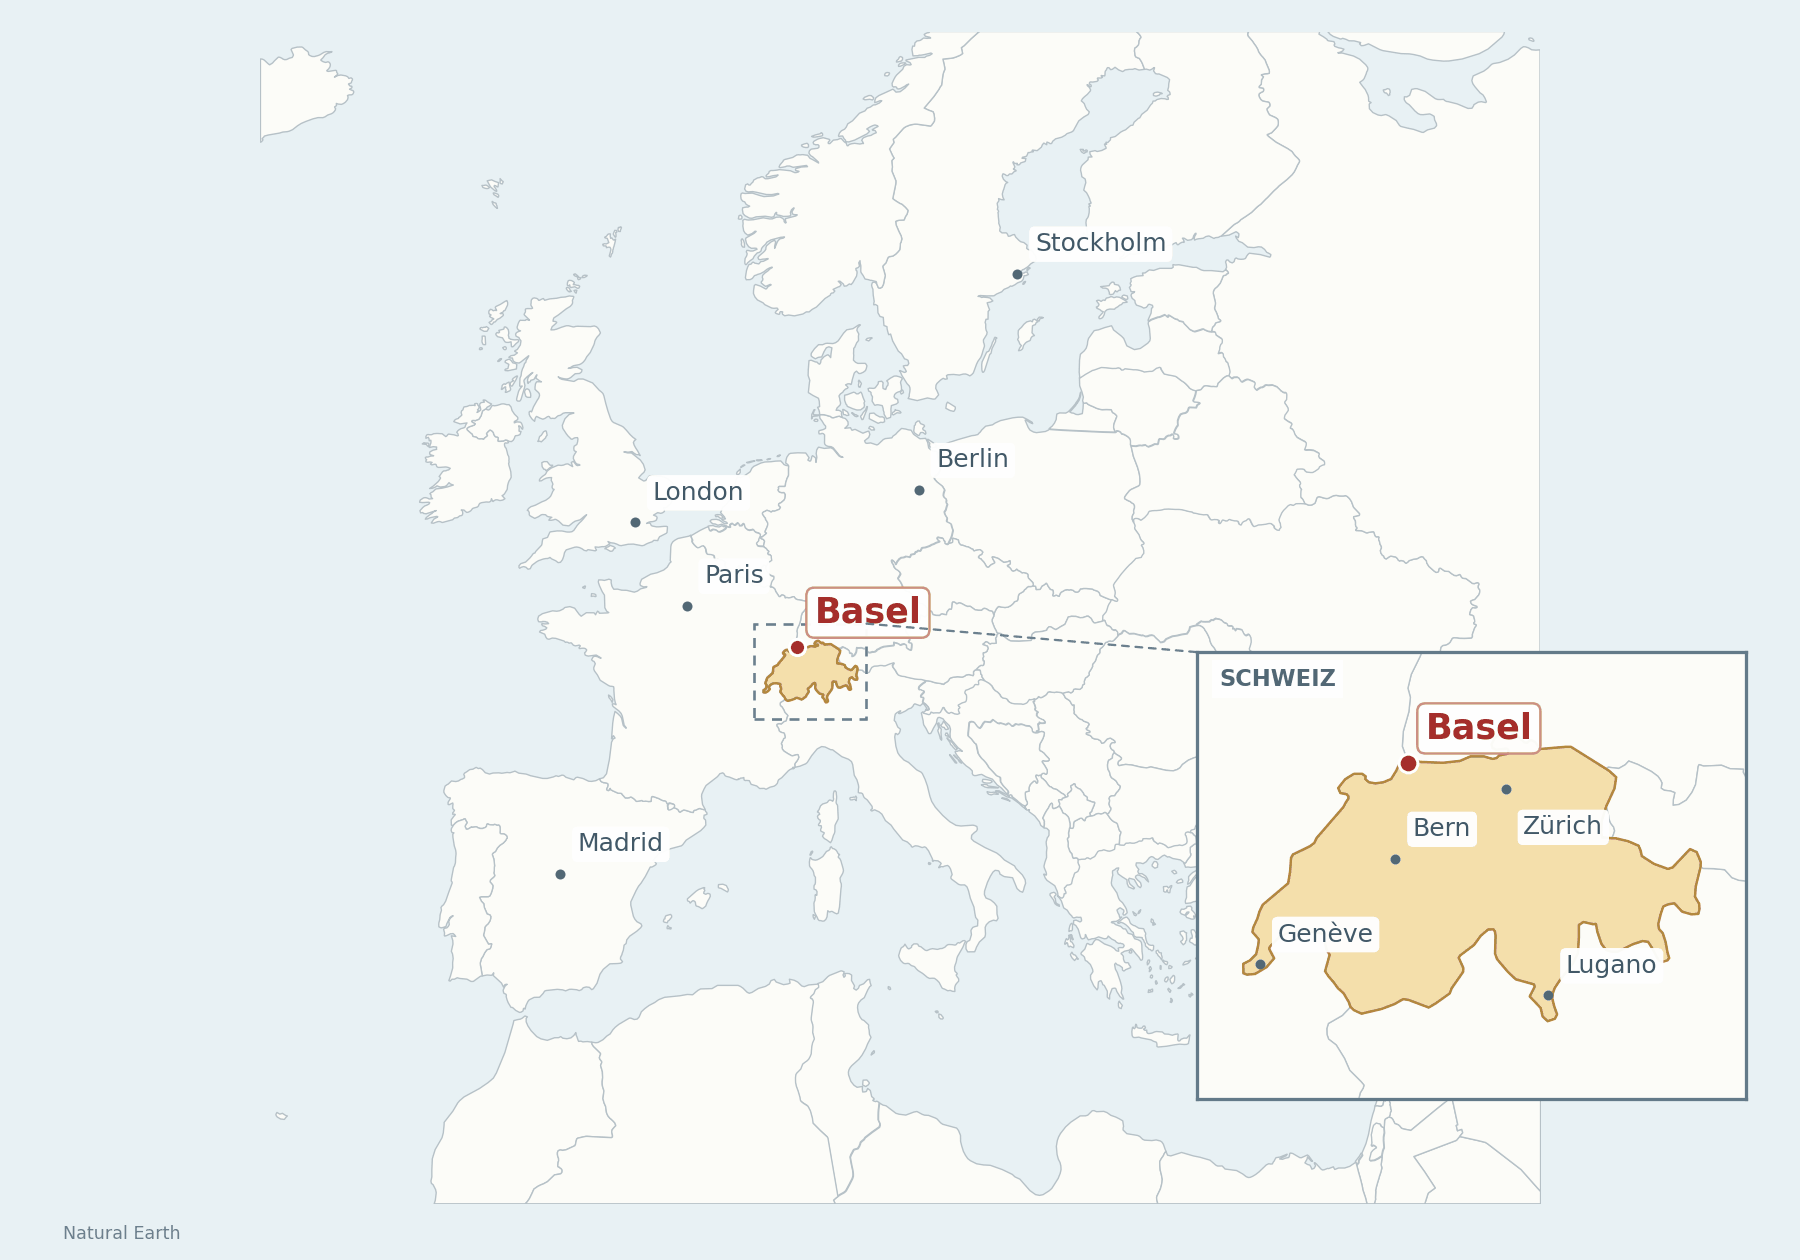 Stockholm
Berlin
London
Paris
Basel
Madrid
SCHWEIZ
Basel
Bern
Zürich
Genève
Lugano
Natural Earth